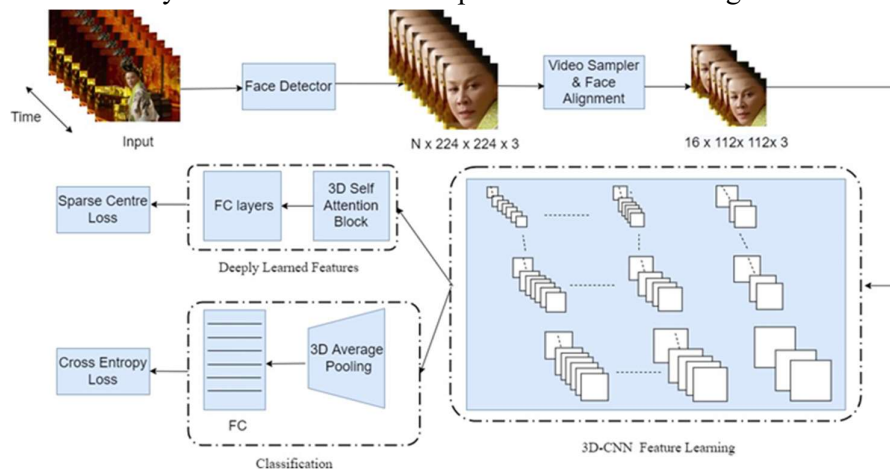 Time
Input
Face Detector
N x 224 x 224 x 3
Video Sampler
& Face
Alignment
16 x 112x 112x 3
Sparse Centre
Loss
FC layers
3D Self
Attention
Block
Deeply Learned Features
Cross Entropy
Loss
FC
3D Average
Pooling
Classification
3D-CNN Feature Learning